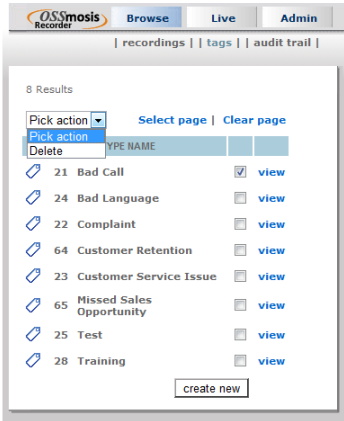 OSSmosis Browse Live Admin
Recorder
| recordings | | tags | | audit trail |
8 Results
Pick action Select page | Clear page
Pick action
Delete YPE NAME
21 Bad Call view
24 Bad Language view
22 Complaint view
64 Customer Retention view
23 Customer Service Issue view
65 Missed Sales
Opportunity view
25 Test view
28 Training view
create new